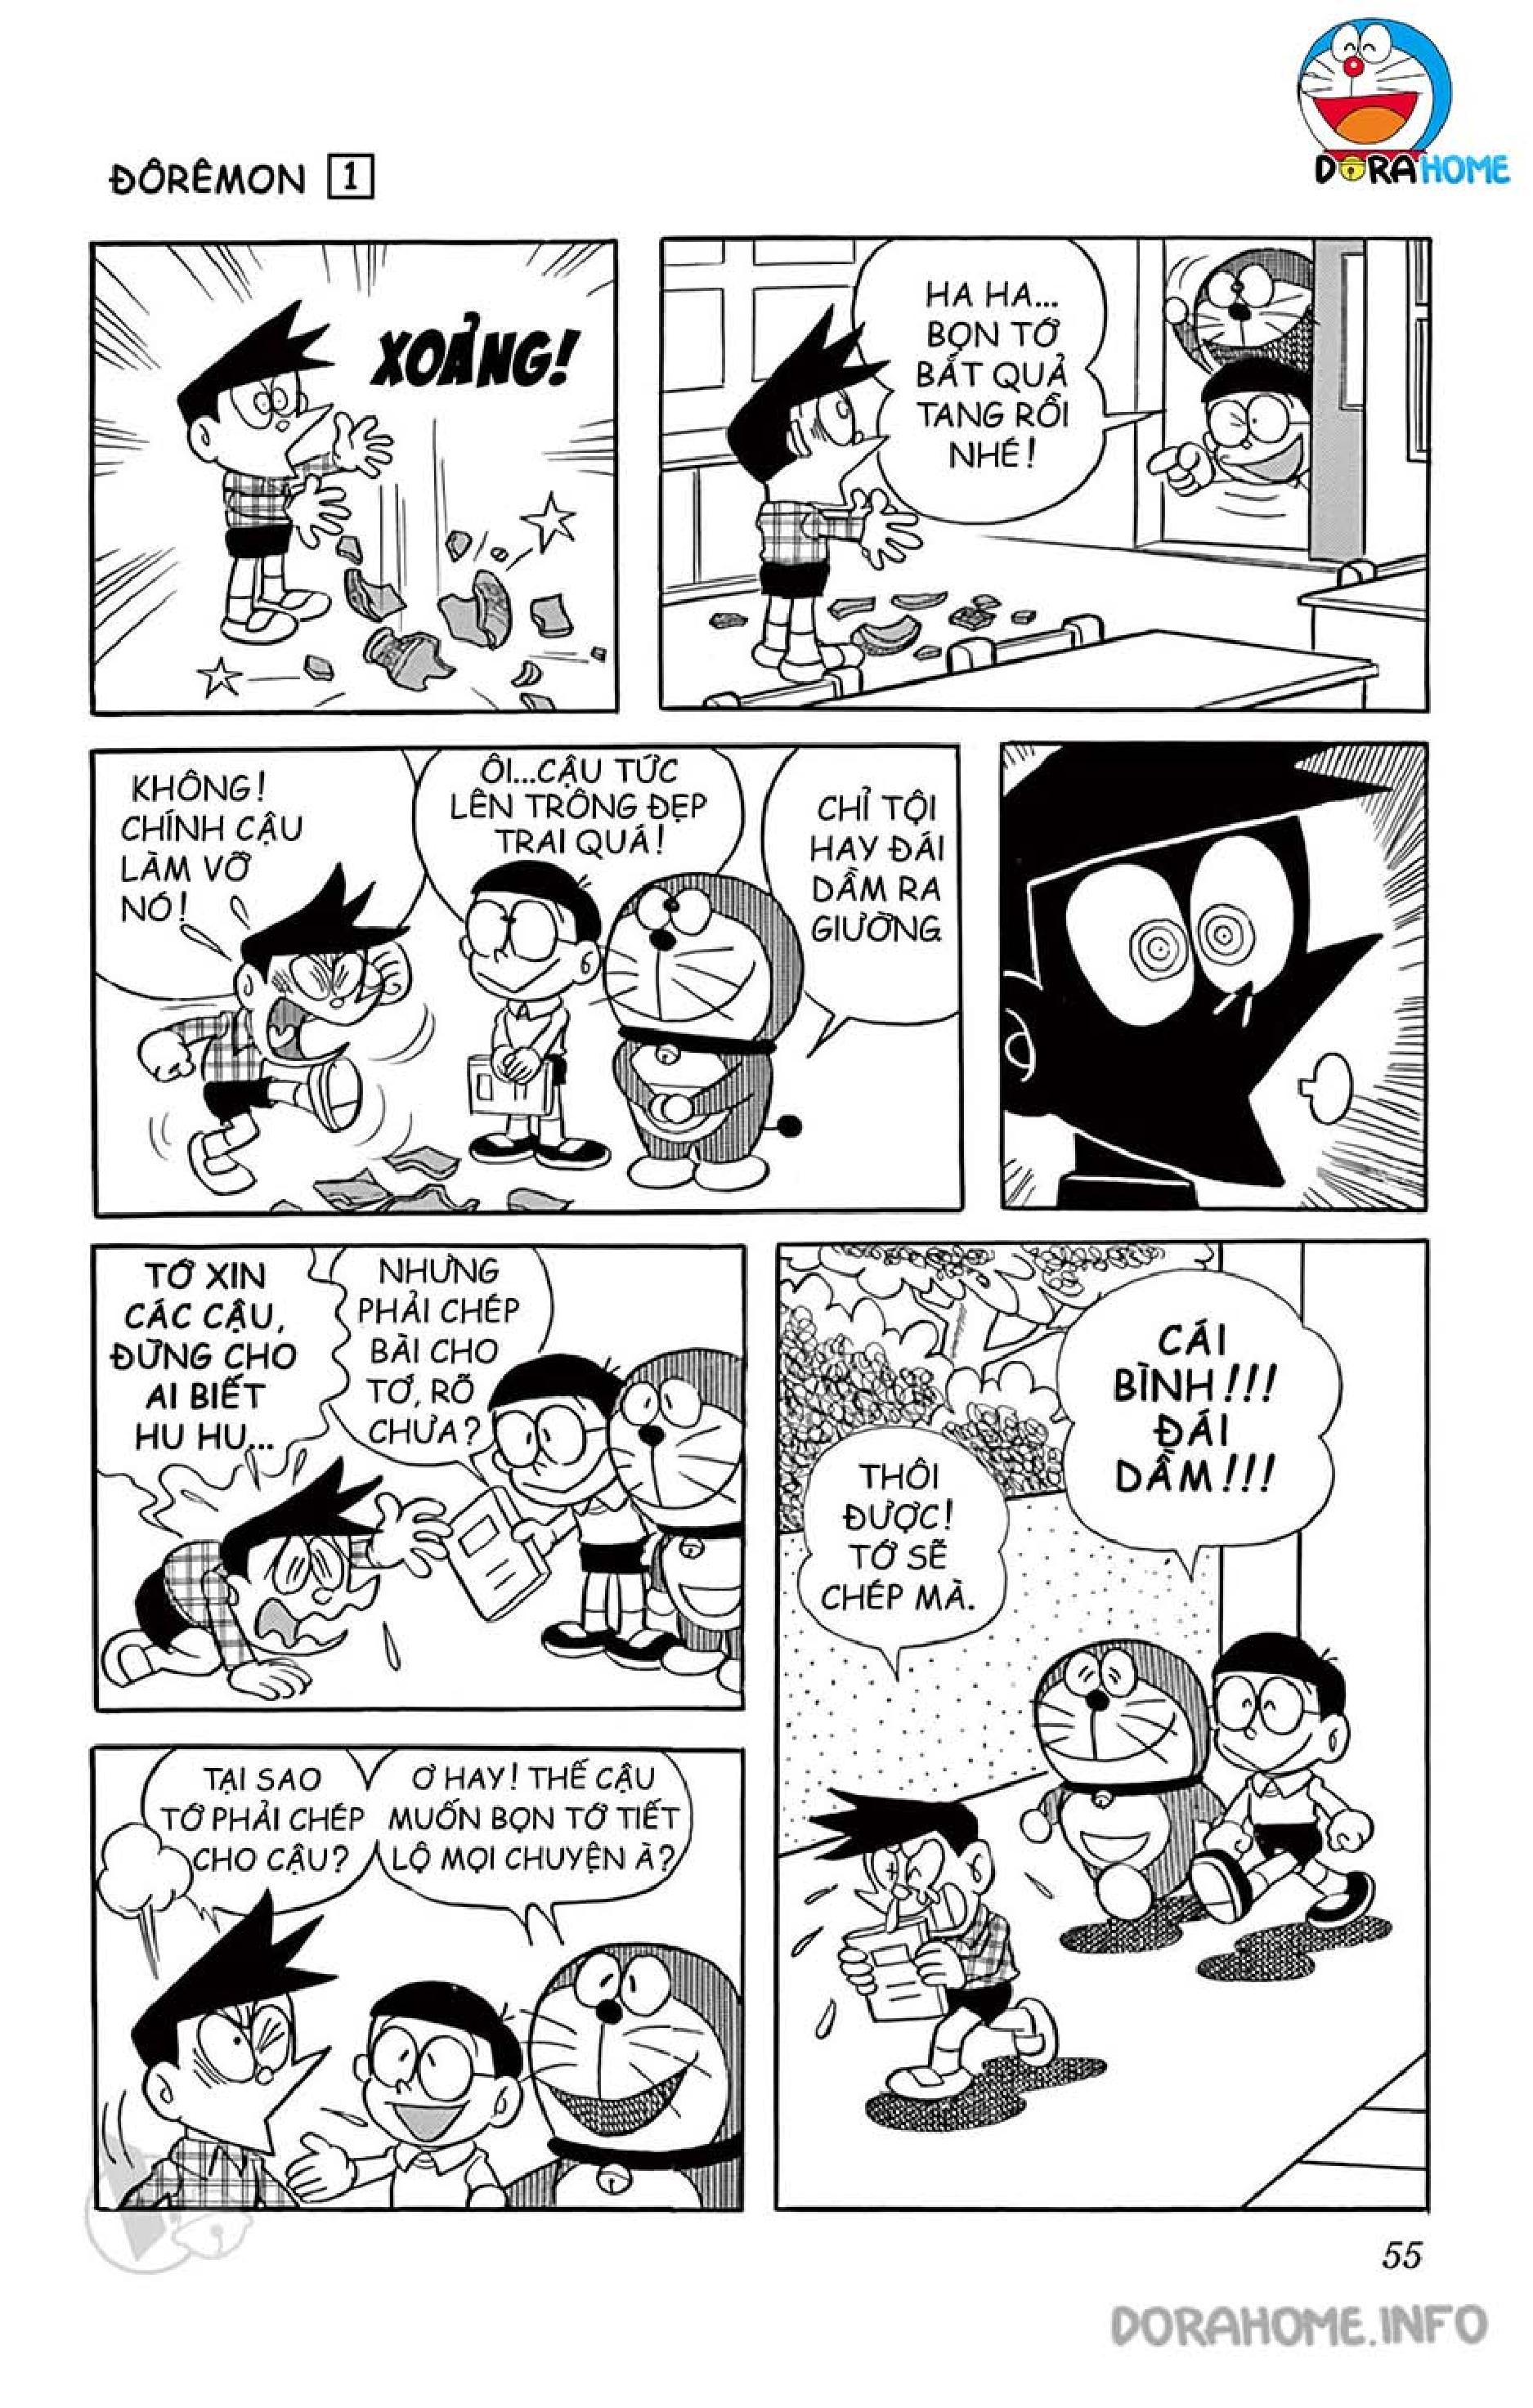 DORAHOME
ĐÔRÊMON 1
XOẢNG!
HA HA...
BỌN TỚ
BẮT QUẢ
TANG RỒI
NHÉ!
KHÔNG!
CHÍNH CẬU
LÀM VỠ
NÓ!
ÔI...CẬU TỨC
LÊN TRÔNG ĐẸP
TRAI QUÁ!
CHỈ TỘI
HAY ĐÁI
DẦM RA
GIƯỜNG
TỚ XIN
CÁC CẬU,
ĐỪNG CHO
AI BIẾT
HU HU...
NHƯNG
PHẢI CHÉP
BÀI CHO
TỚ, RÕ
CHƯA?
TẠI SAO
TỚ PHẢI CHÉP
CHO CẬU?
Ơ HAY! THẾ CẬU
MUỐN BỌN TỚ TIẾT
LỘ MỌI CHUYỆN À?
CÁI
BÌNH!!!
ĐÁI
DẦM!!!
THÔI
ĐƯỢC!
TỚ SẼ
CHÉP MÀ.
55
DORAHOME.INFO